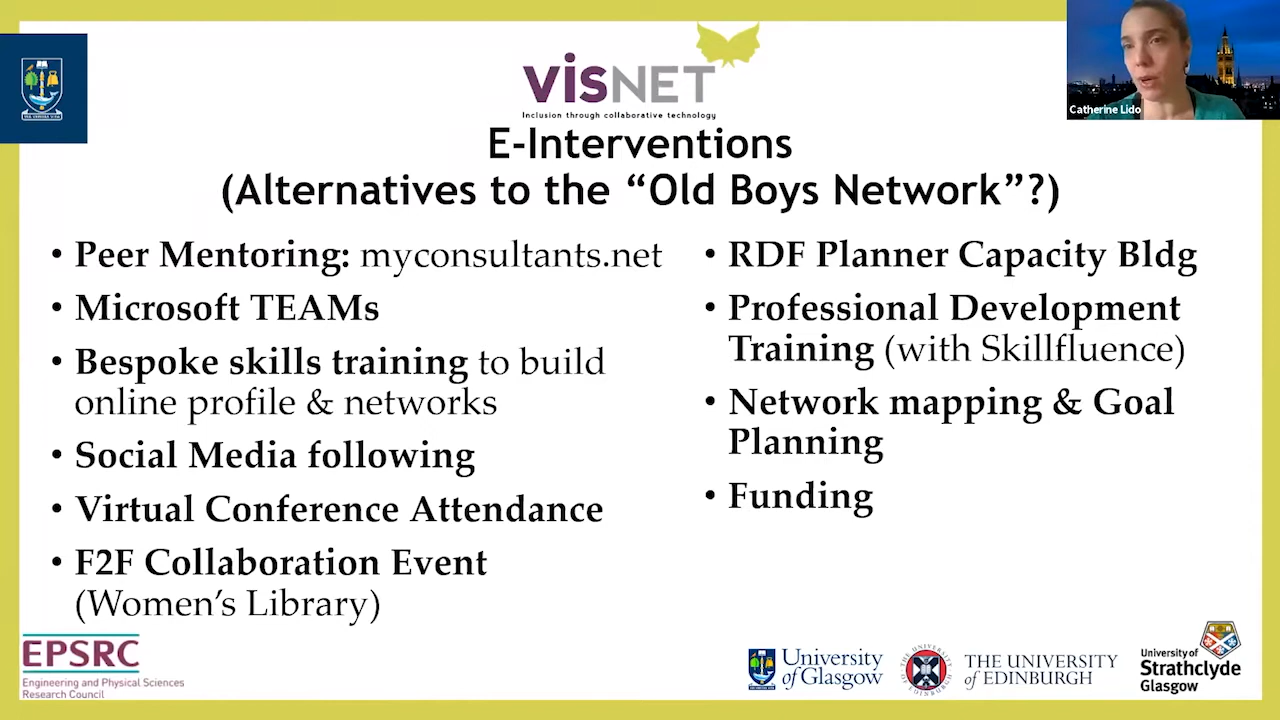 visNET
Inclusion through collaborative technology
Catherine Lido
E-Interventions
(Alternatives to the “Old Boys Network”?)
• Peer Mentoring: myconsultants.net
• Microsoft TEAMs
• Bespoke skills training to build
online profile & networks
• Social Media following
• Virtual Conference Attendance
• F2F Collaboration Event
(Women’s Library)
• RDF Planner Capacity Bldg
• Professional Development
Training (with Skillfluence)
• Network mapping & Goal
Planning
• Funding
EPSRC
Engineering and Physical Sciences
Research Council
University
of Glasgow
THE UNIVERSITY
of EDINBURGH
University of
Strathclyde
Glasgow